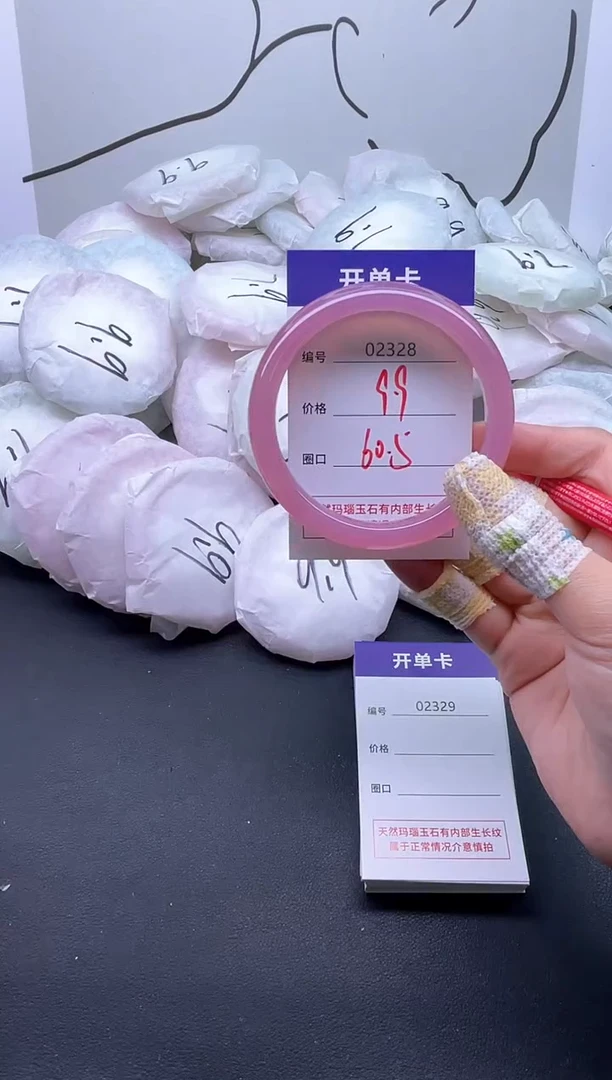 9.9
9.9
9.9
9.9
9.9
开单卡
编号 02328
价格 99
圈口 60.5
然玛瑙玉石有内部生长
开单卡
编号 02329
价格
圈口
天然玛瑙玉石有内部生长纹
属于正常情况介意慎拍